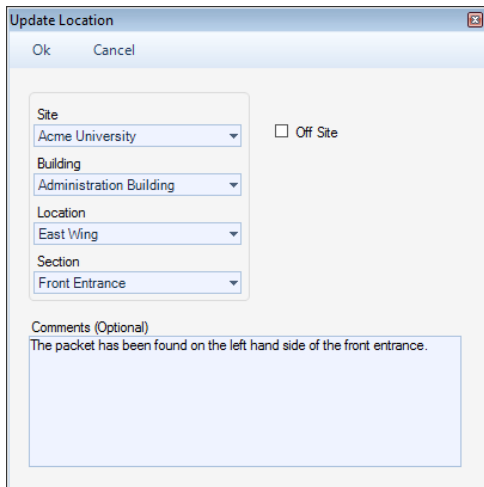 Update Location
Ok Cancel
Site
Acme University
Off Site
Building
Administration Building
Location
East Wing
Section
Front Entrance
Comments (Optional)
The packet has been found on the left hand side of the front entrance.